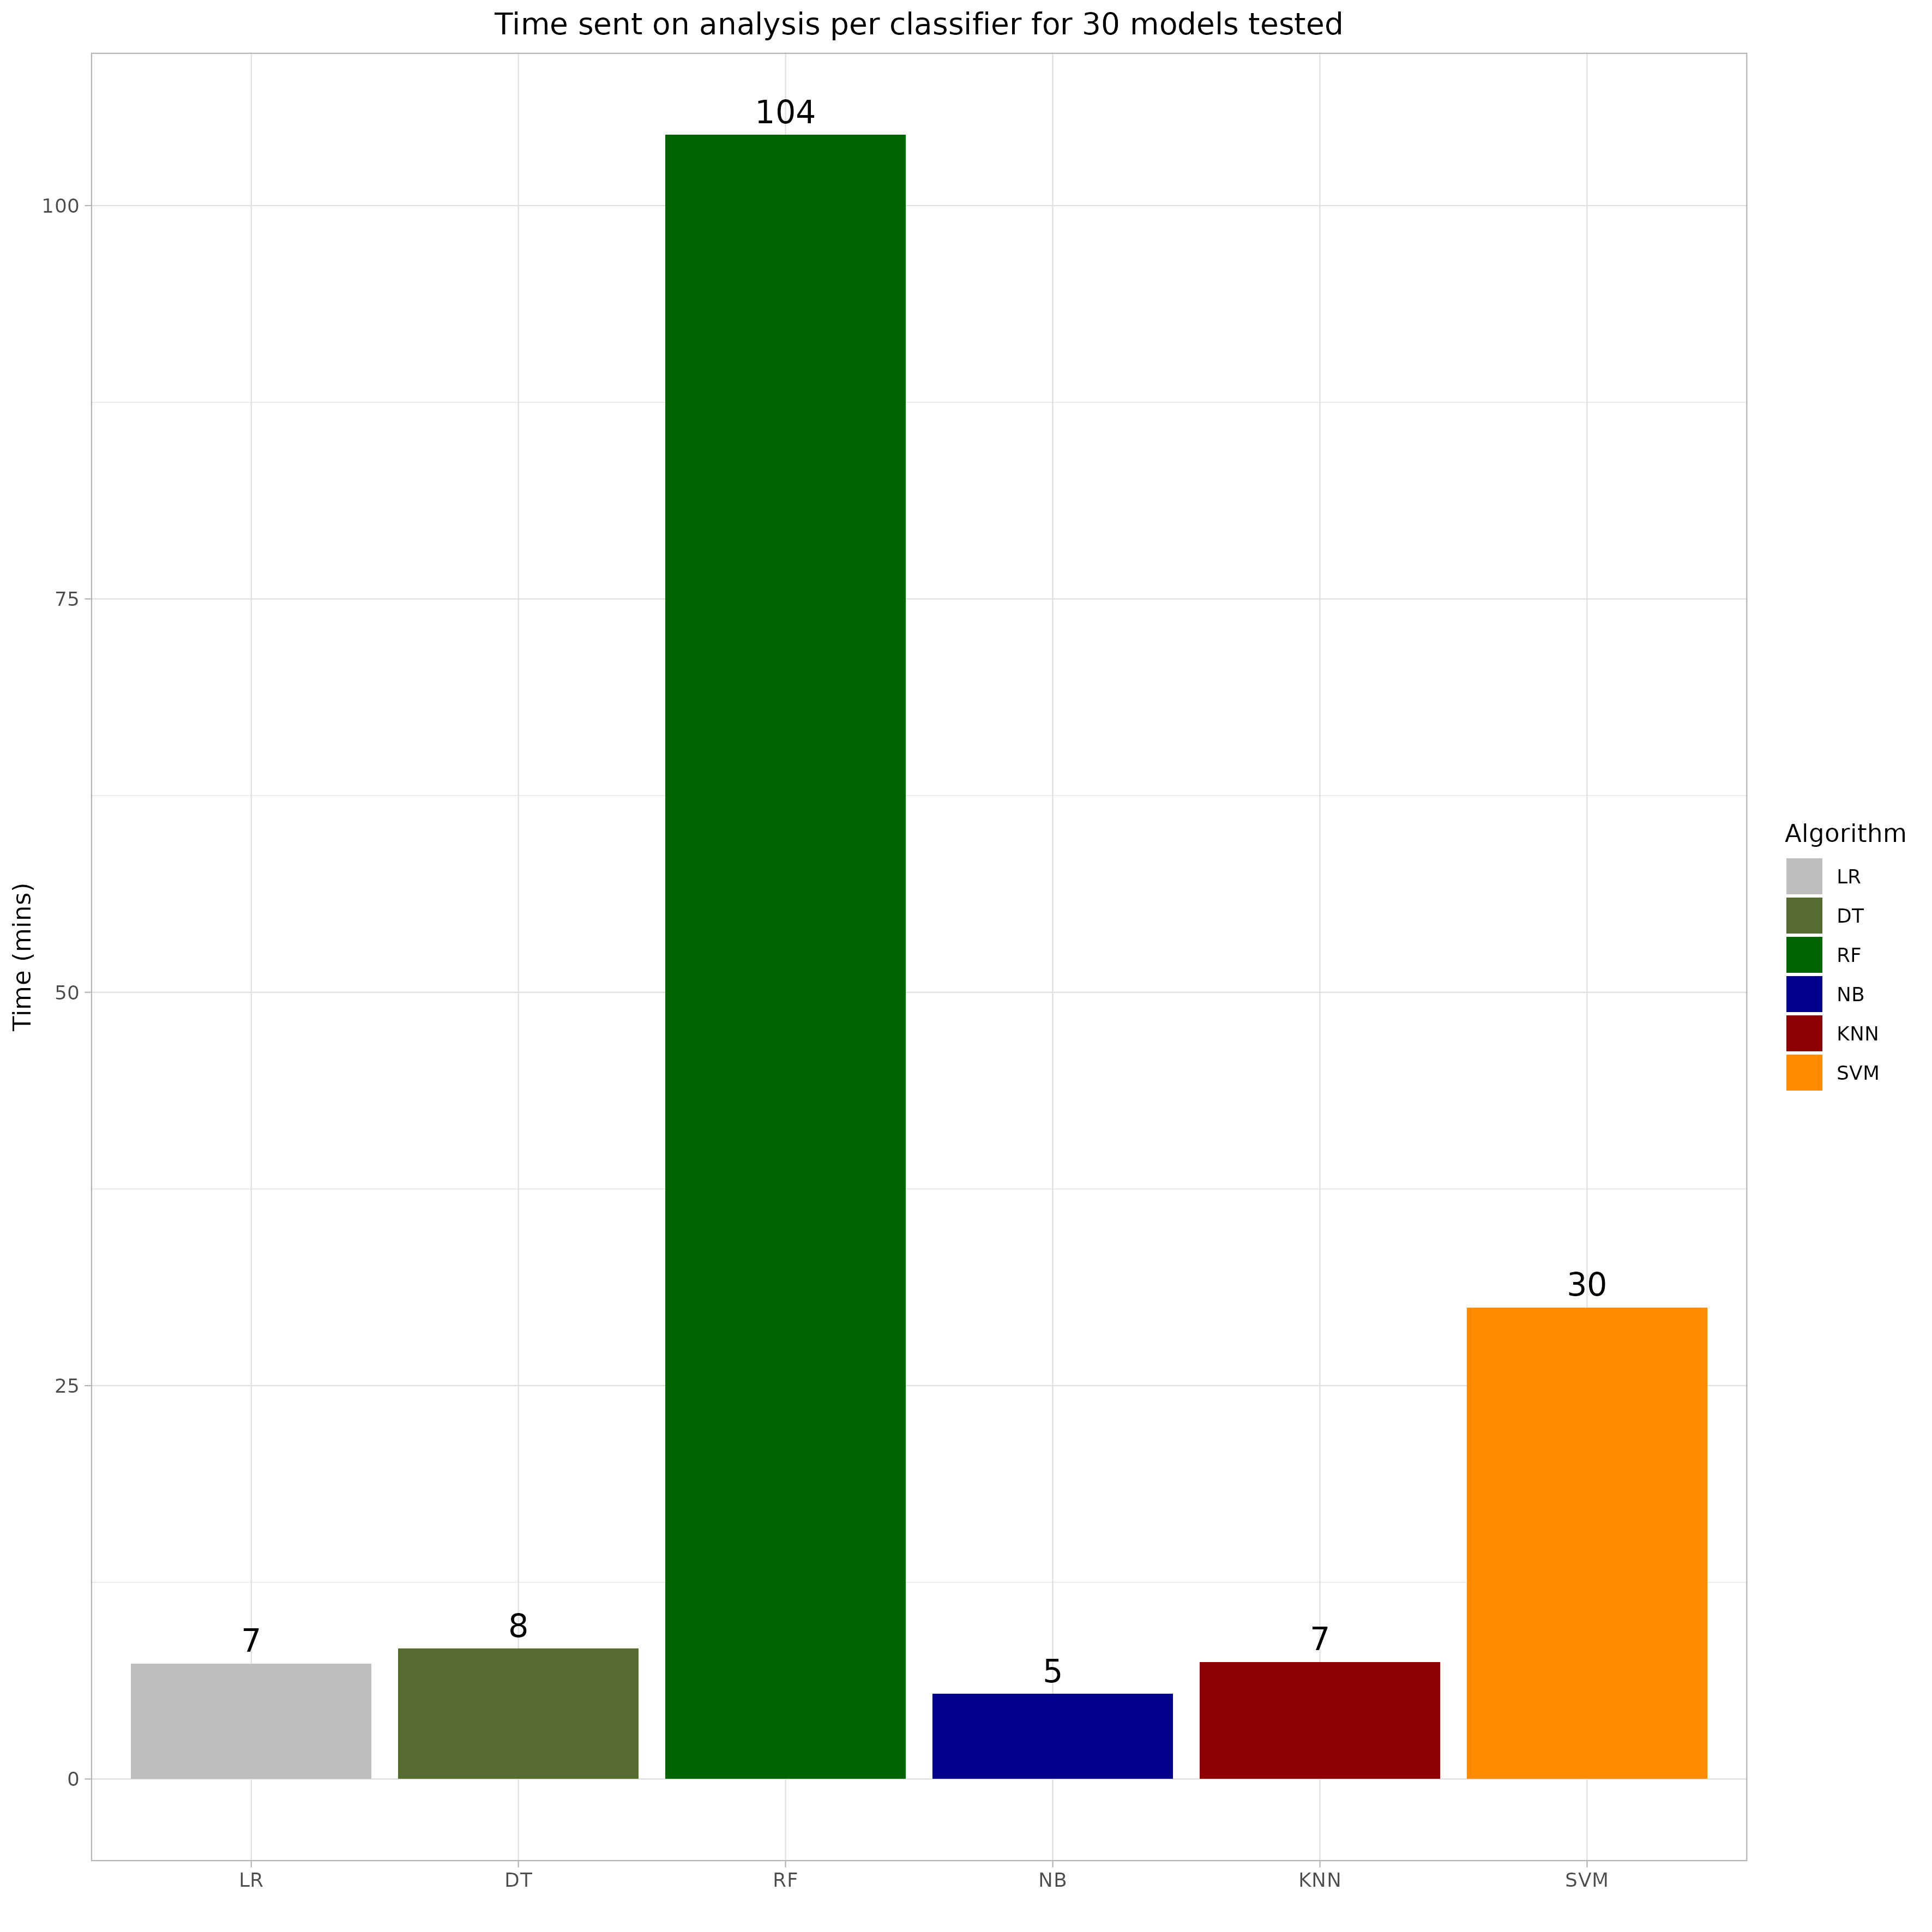 Time sent on analysis per classifier for 30 models tested
104
100
75
50
25
0
Time (mins)
7
8
5
7
30
LR
DT
RF
NB
KNN
SVM
Algorithm
LR
DT
RF
NB
KNN
SVM